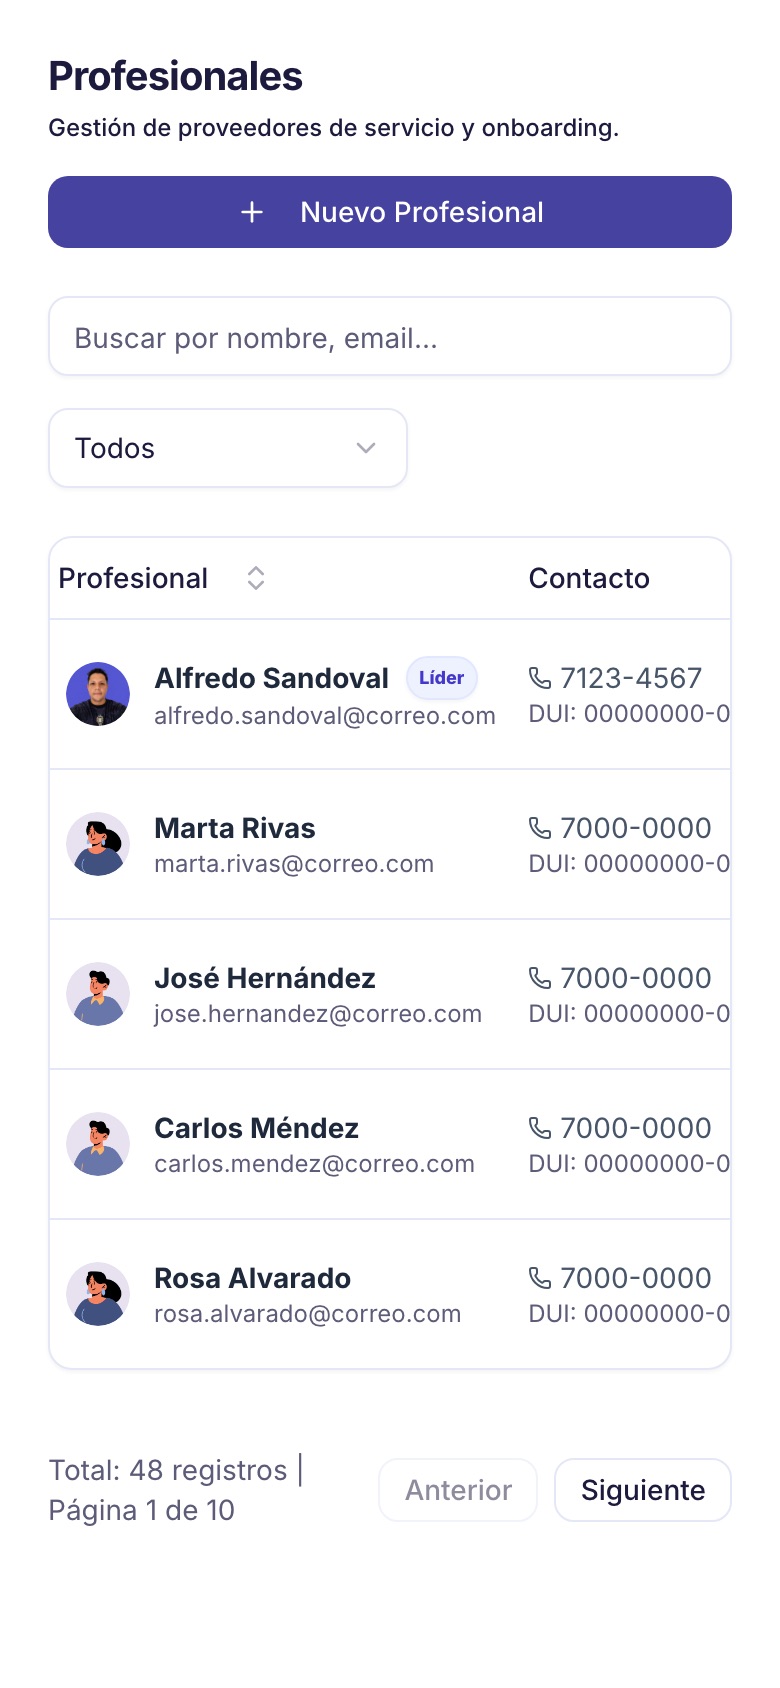 Profesionales
Gestión de proveedores de servicio y onboarding.
Nuevo Profesional
Buscar por nombre, email...
Todos
Profesional Contacto
Alfredo Sandoval Líder 7123-4567
alfredo.sandoval@correo.com DUI: 00000000-0
Marta Rivas 7000-0000
marta.rivas@correo.com DUI: 00000000-0
José Hernández 7000-0000
jose.hernandez@correo.com DUI: 00000000-0
Carlos Méndez 7000-0000
carlos.mendez@correo.com DUI: 00000000-0
Rosa Alvarado 7000-0000
rosa.alvarado@correo.com DUI: 00000000-0
Total: 48 registros |
Página 1 de 10
Anterior Siguiente